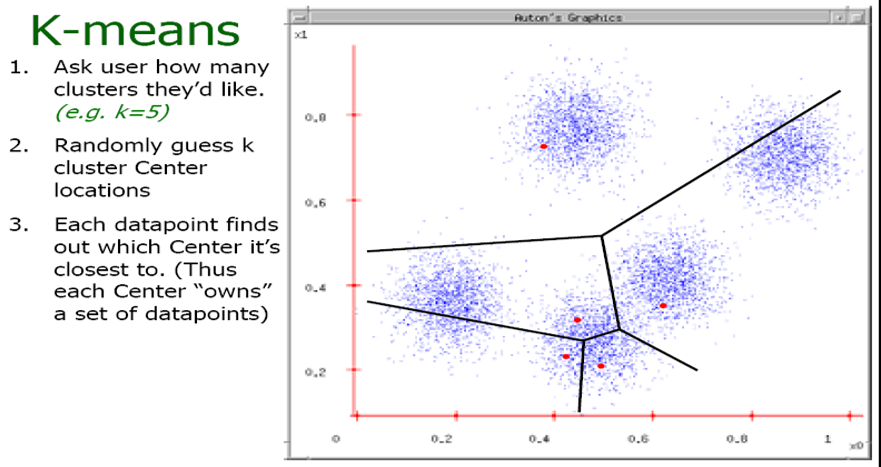 K-means
1. Ask user how many
clusters they’d like.
(e.g. k=5)
2. Randomly guess k
cluster Center
locations
3. Each datapoint finds
out which Center it’s
closest to. (Thus
each Center “owns”
a set of datapoints)
Auton's Graphics
x1
0.8
0.6
0.4
0.2
0 0.2 0.4 0.6 0.8 1 x0